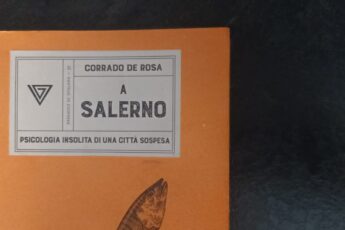 CORRADO DE ROSA
A
SALERNO
PSICOLOGIA INSOLITA DI UNA CITTÀ SOSPESA